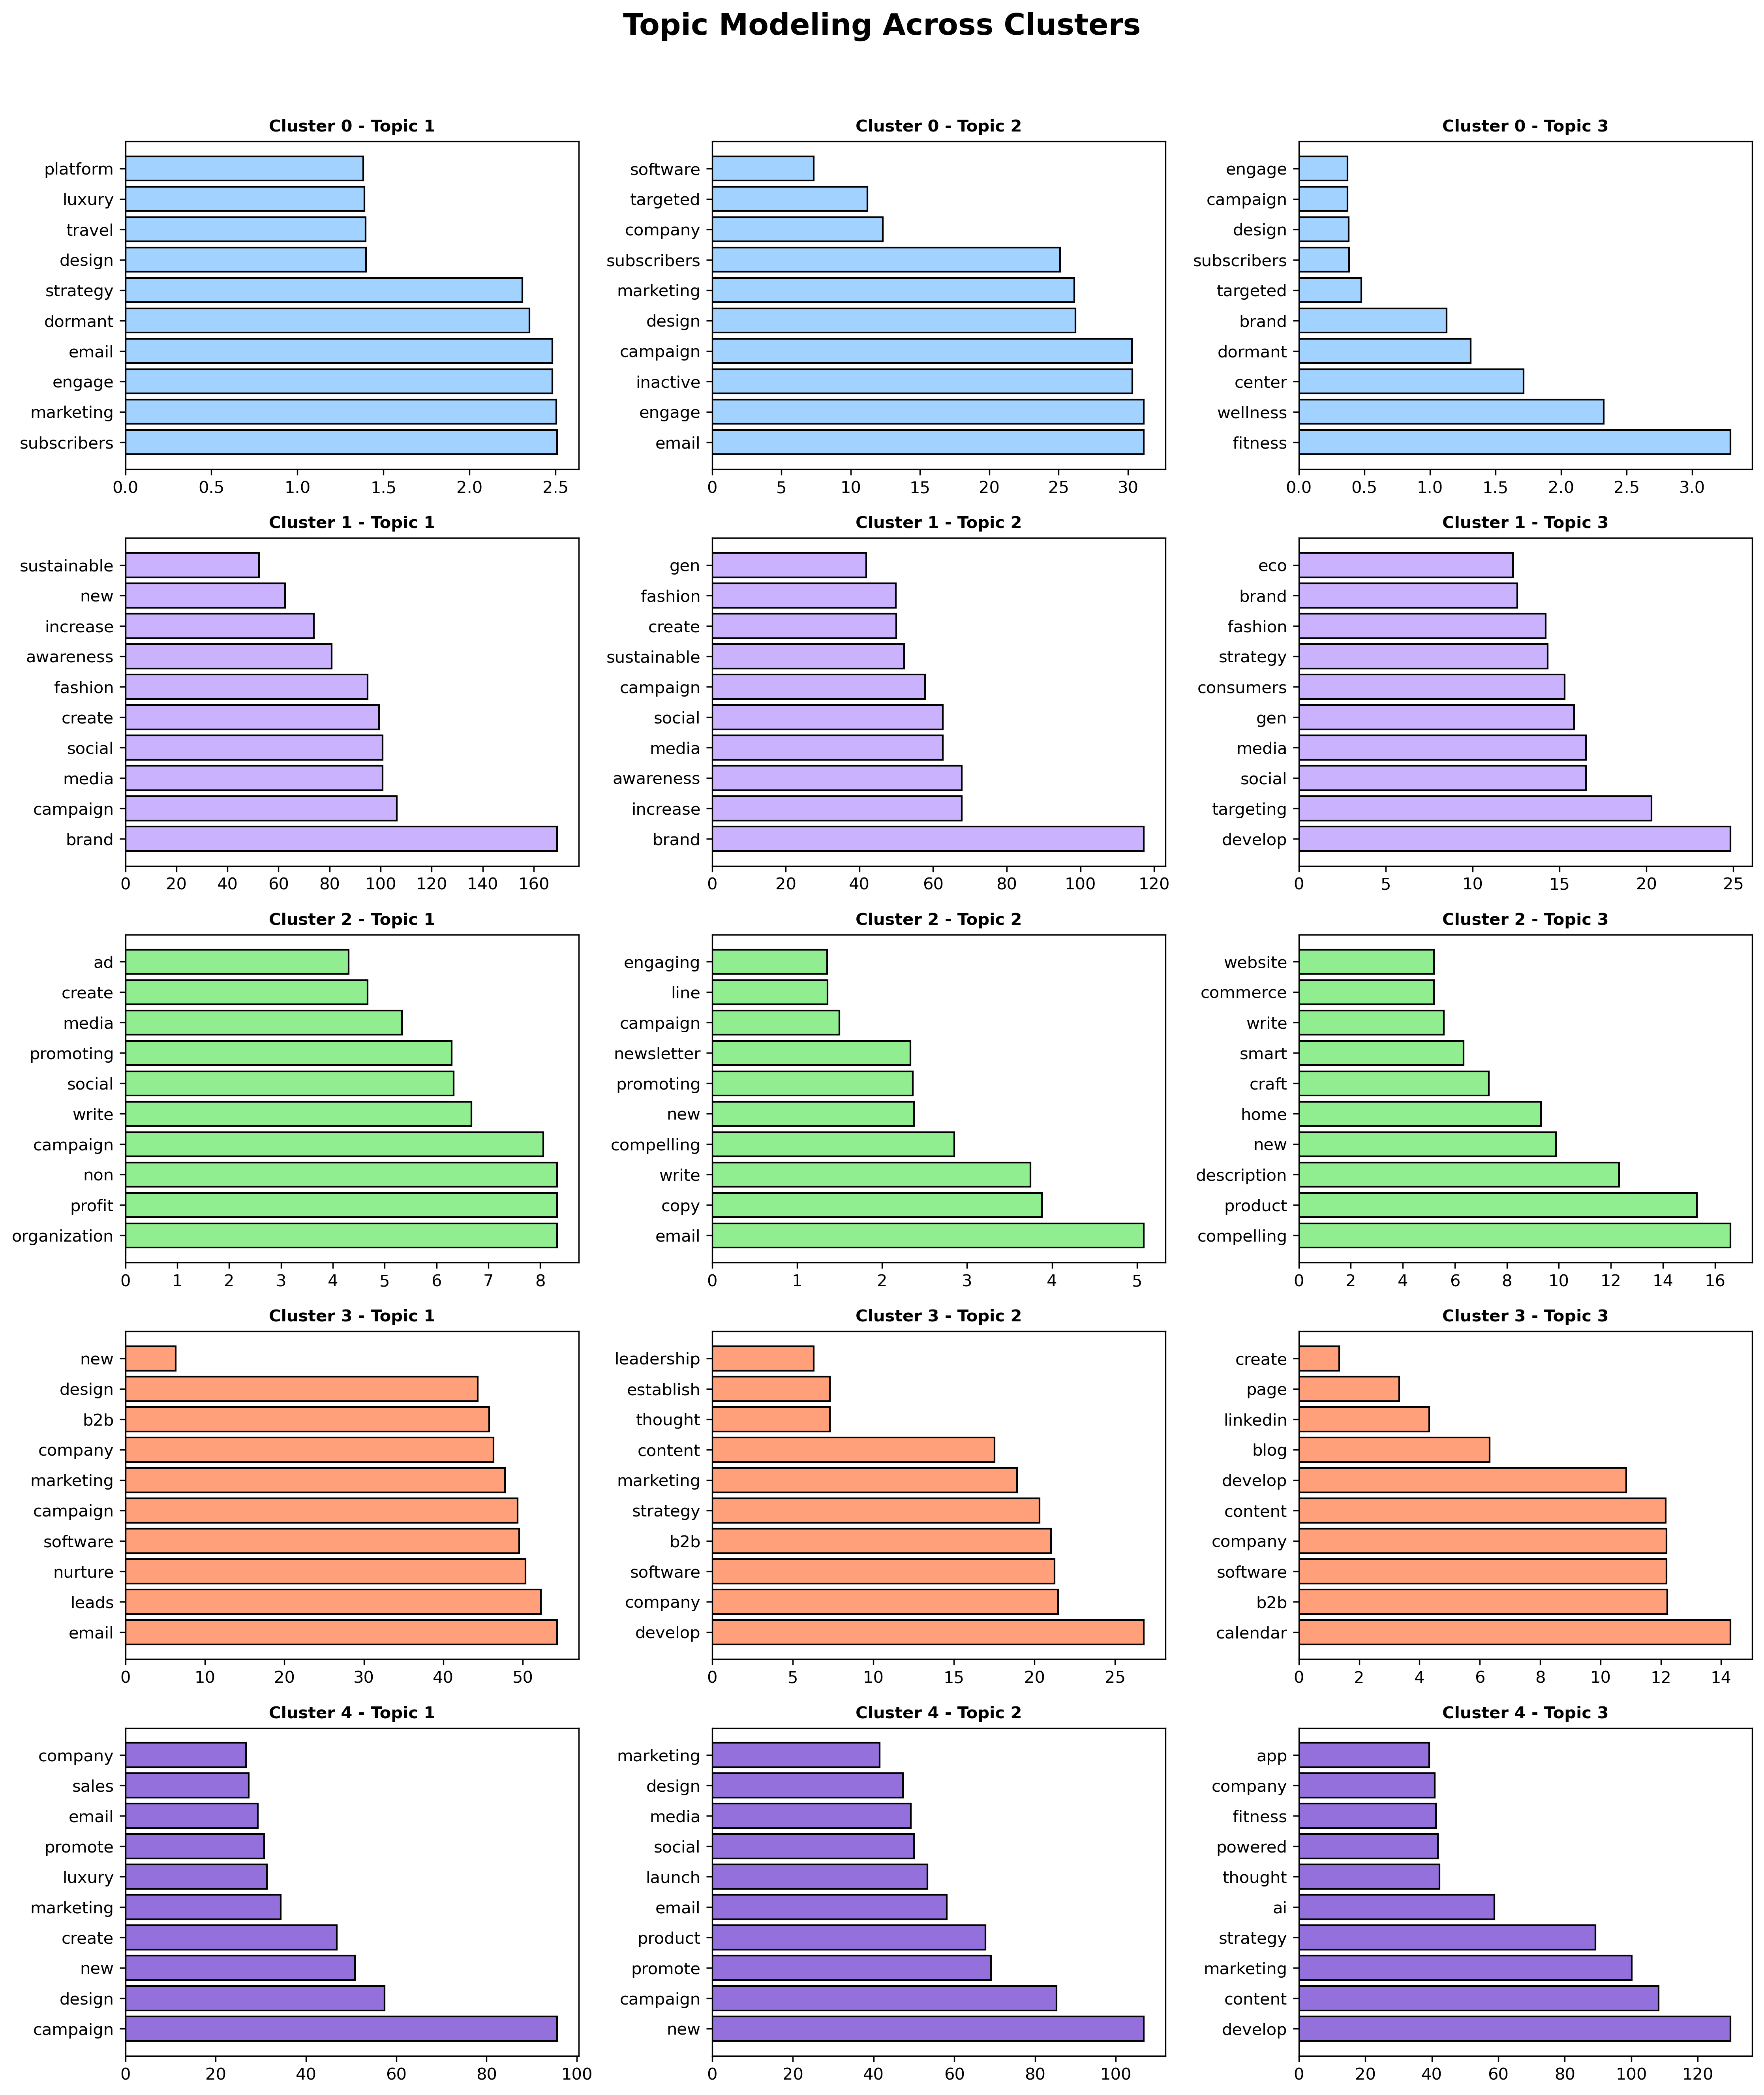 Topic Modeling Across Clusters
Cluster 0 - Topic 1
platform
luxury
travel
design
strategy
dormant
email
engage
marketing
subscribers
0.0 0.5 1.0 1.5 2.0 2.5
Cluster 0 - Topic 2
software
targeted
company
subscribers
marketing
design
campaign
inactive
engage
email
0 5 10 15 20 25 30
Cluster 0 - Topic 3
engage
campaign
design
subscribers
targeted
brand
dormant
center
wellness
fitness
0.0 0.5 1.0 1.5 2.0 2.5 3.0
Cluster 1 - Topic 1
sustainable
new
increase
awareness
fashion
create
social
media
campaign
brand
0 20 40 60 80 100 120 140 160
Cluster 1 - Topic 2
gen
fashion
create
sustainable
campaign
social
media
awareness
increase
brand
0 20 40 60 80 100 120
Cluster 1 - Topic 3
eco
brand
fashion
strategy
consumers
gen
media
social
targeting
develop
0 5 10 15 20 25
Cluster 2 - Topic 1
ad
create
media
promoting
social
write
campaign
non
profit
organization
0 1 2 3 4 5 6 7 8
Cluster 2 - Topic 2
engaging
line
campaign
newsletter
promoting
new
compelling
write
copy
email
0 1 2 3 4 5
Cluster 2 - Topic 3
website
commerce
write
smart
craft
home
new
description
product
compelling
0 2 4 6 8 10 12 14 16
Cluster 3 - Topic 1
new
design
b2b
company
marketing
campaign
software
nurture
leads
email
0 10 20 30 40 50
Cluster 3 - Topic 2
leadership
establish
thought
content
marketing
strategy
b2b
software
company
develop
0 5 10 15 20 25
Cluster 3 - Topic 3
create
page
linkedin
blog
develop
content
company
software
b2b
calendar
0 2 4 6 8 10 12 14
Cluster 4 - Topic 1
company
sales
email
promote
luxury
marketing
create
new
design
campaign
0 20 40 60 80 100
Cluster 4 - Topic 2
marketing
design
media
social
launch
email
product
promote
campaign
new
0 20 40 60 80 100
Cluster 4 - Topic 3
app
company
fitness
powered
thought
ai
strategy
marketing
content
develop
0 20 40 60 80 100 120